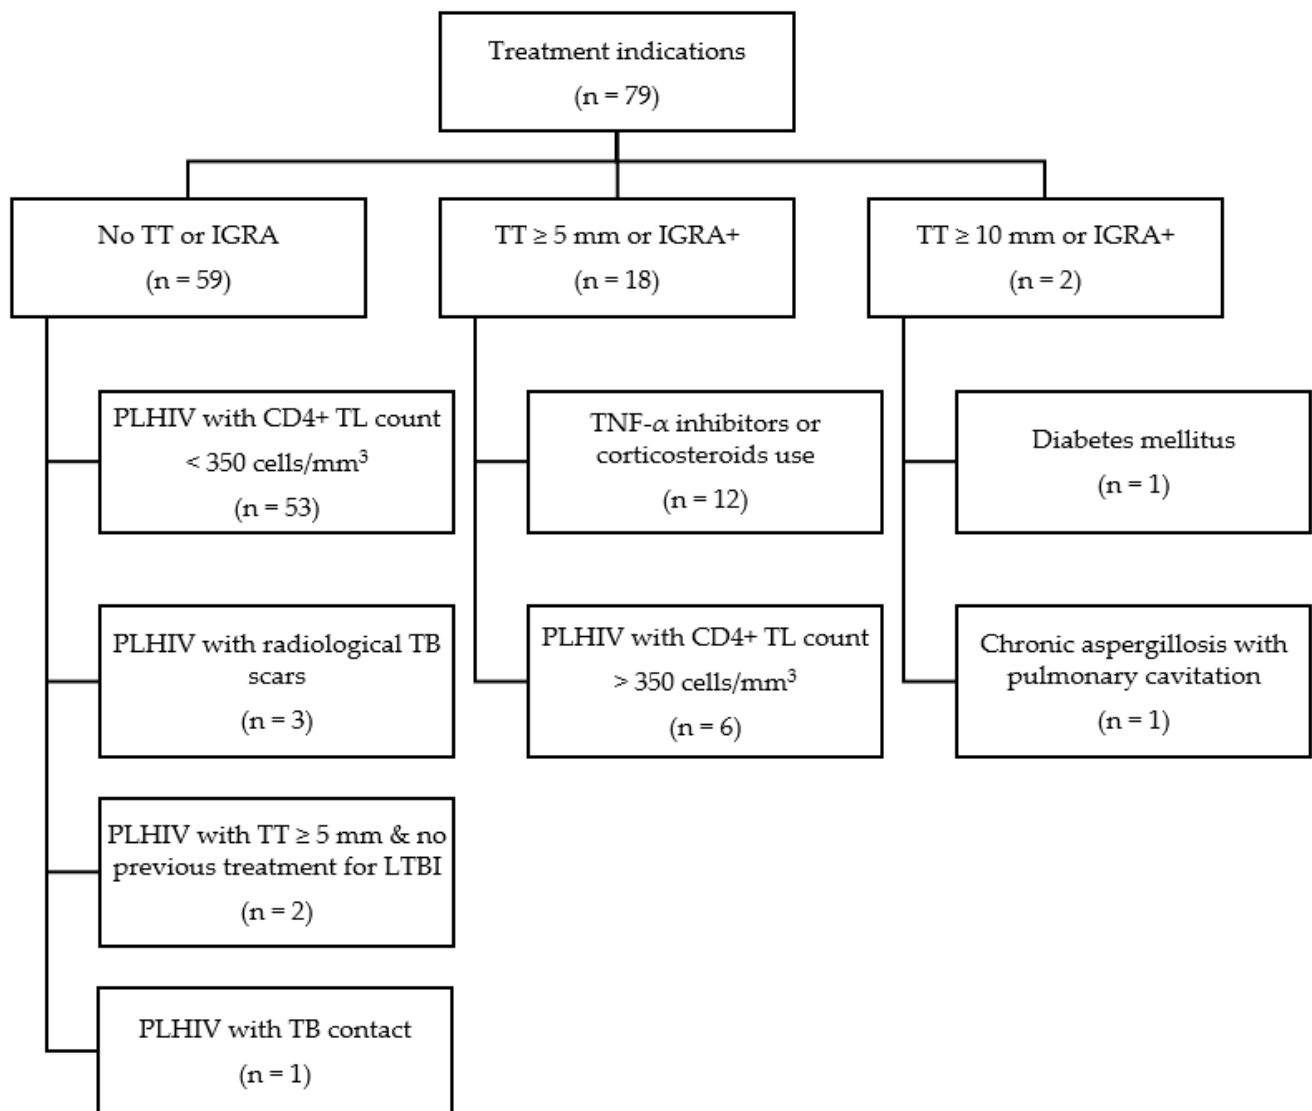 Treatment indications
(n = 79)
No TT or IGRA
(n = 59)
TT ≥ 5 mm or IGRA+
(n = 18)
TT ≥ 10 mm or IGRA+
(n = 2)
PLHIV with CD4+ TL count
< 350 cells/mm³
(n = 53)
TNF-α inhibitors or
corticosteroids use
(n = 12)
Diabetes mellitus
(n = 1)
PLHIV with radiological TB
scars
(n = 3)
PLHIV with CD4+ TL count
> 350 cells/mm³
(n = 6)
Chronic aspergillosis with
pulmonary cavitation
(n = 1)
PLHIV with TT ≥ 5 mm & no
previous treatment for LTBI
(n = 2)
PLHIV with TB contact
(n = 1)